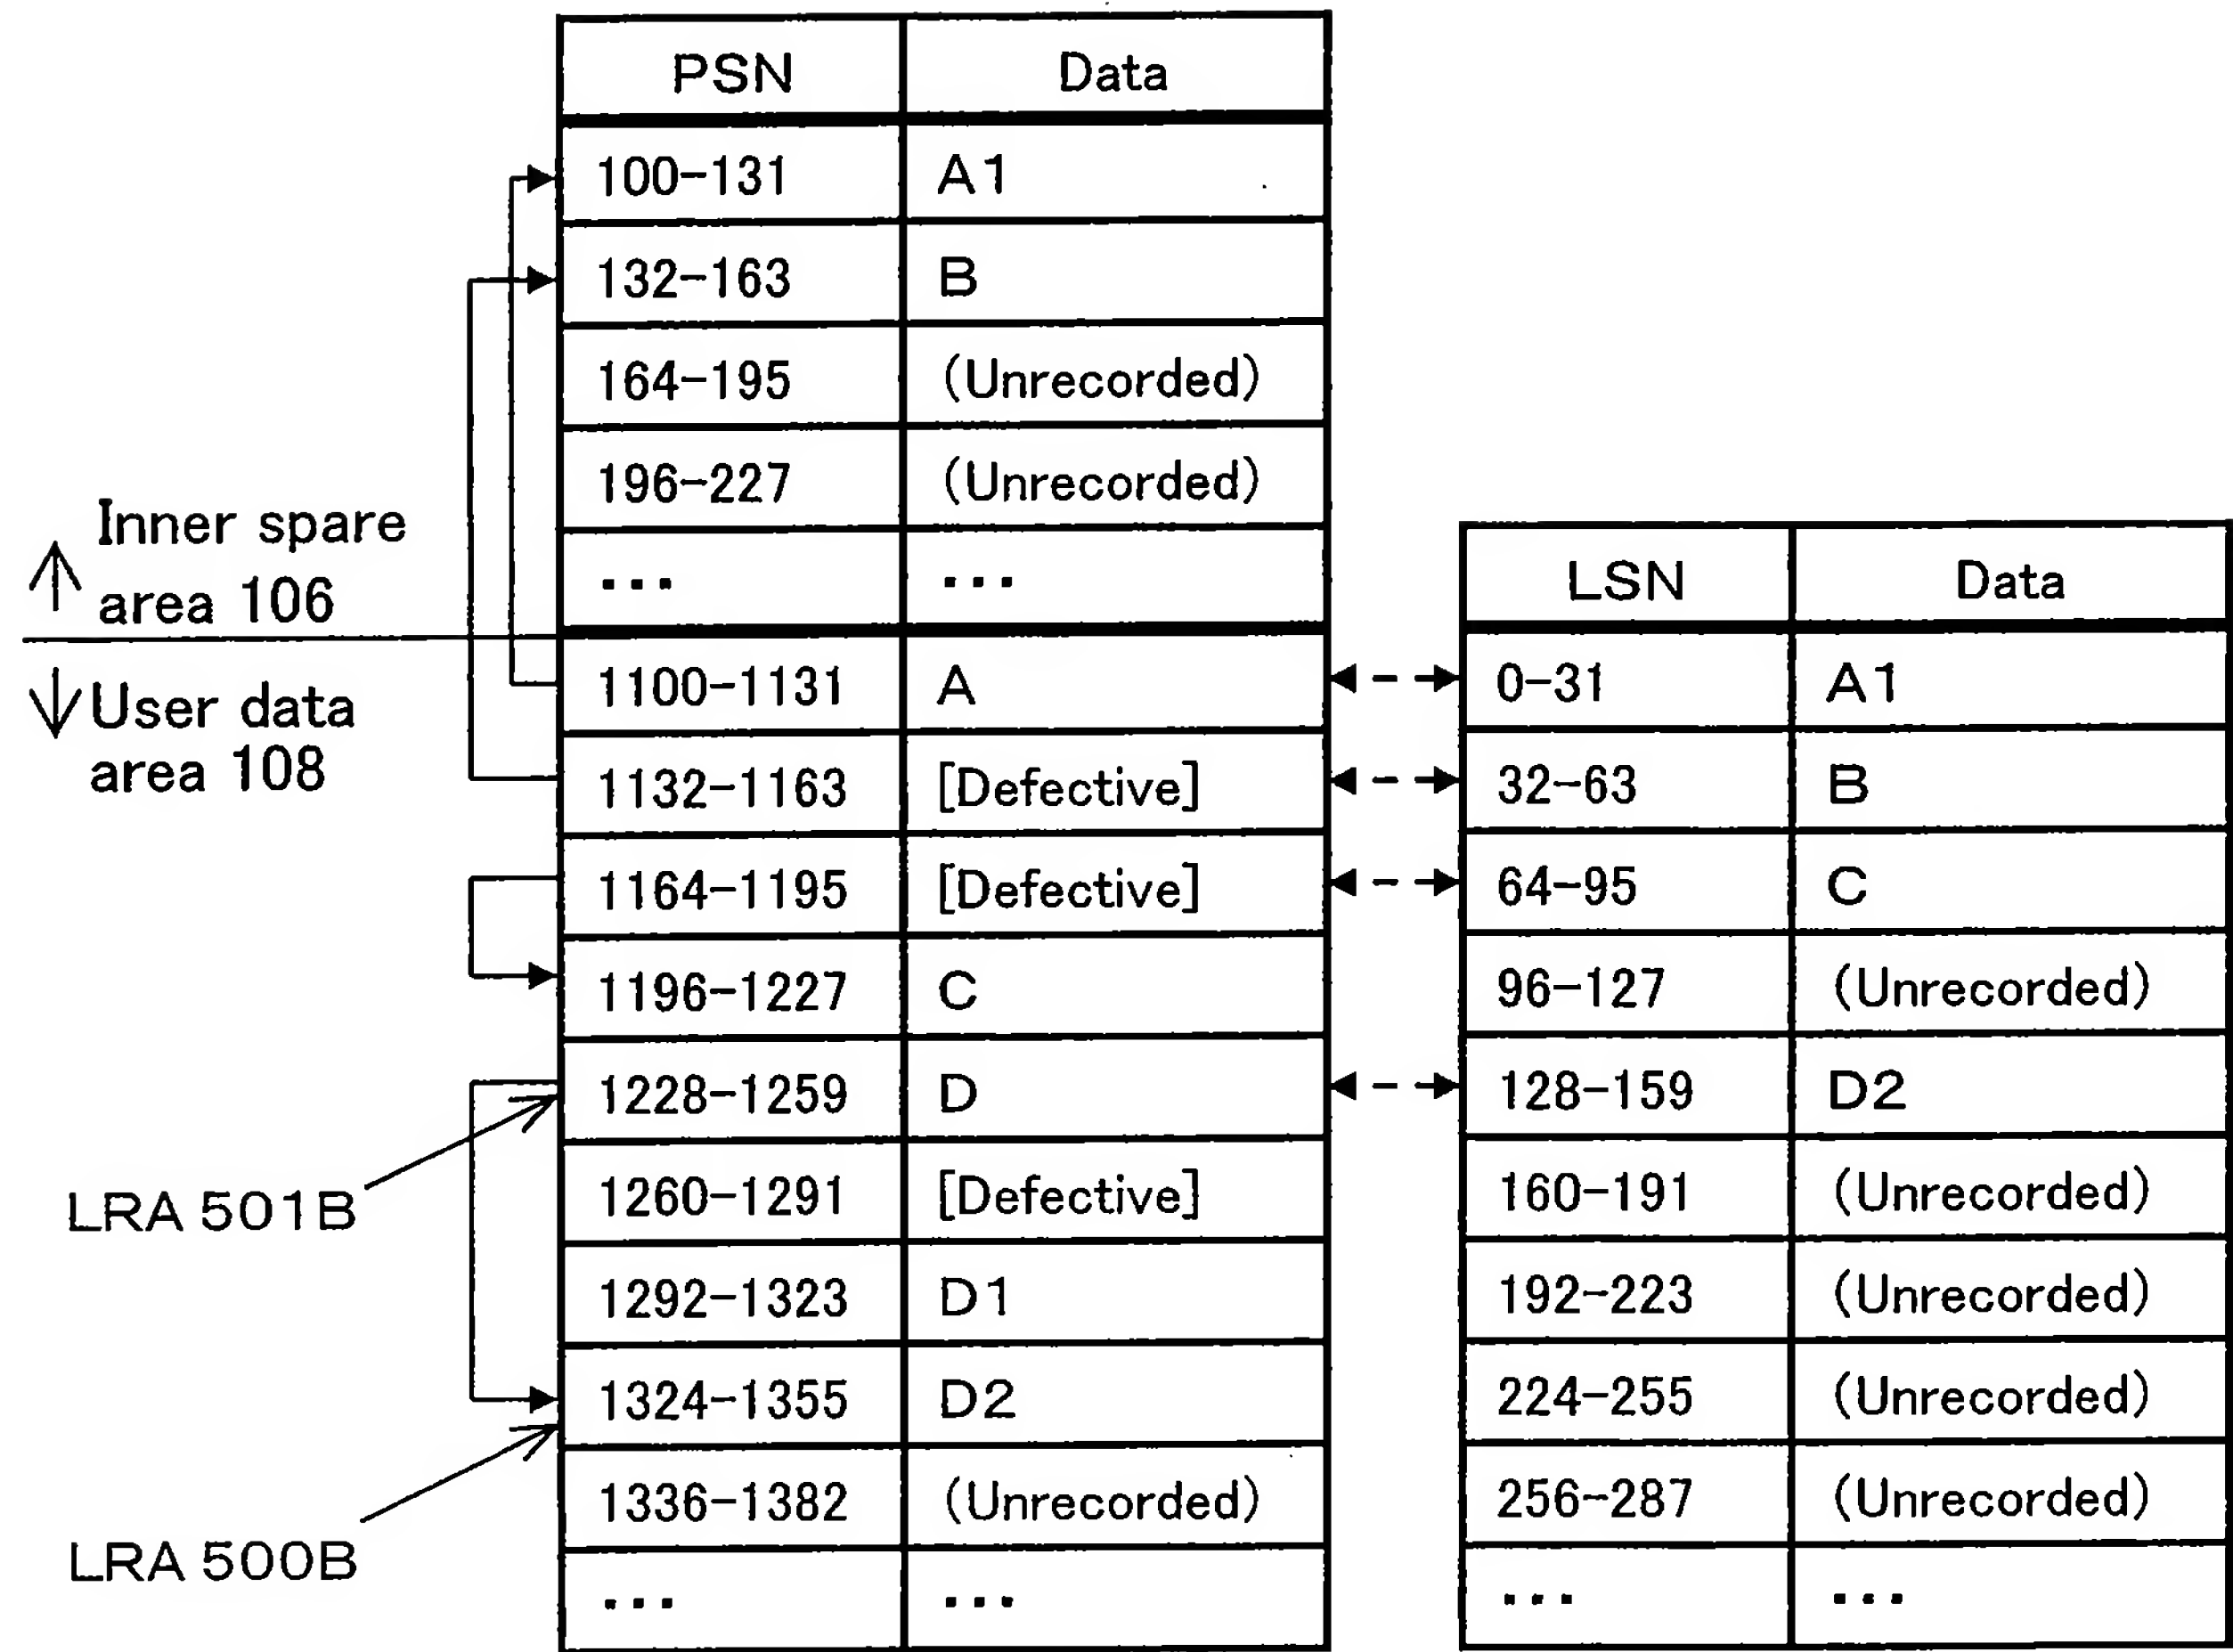 PSN Data
100-131 A1
132-163 B
164-195 (Unrecorded)
196-227 (Unrecorded)
... ...
1100-1131 A
1132-1163 [Defective]
1164-1195 [Defective]
1196-1227 C
1228-1259 D
1260-1291 [Defective]
1292-1323 D1
1324-1355 D2
1336-1382 (Unrecorded)
... ...
Inner spare
area 106
User data
area 108
LRA 501B
LRA 500B
LSN Data
0-31 A1
32-63 B
64-95 C
96-127 (Unrecorded)
128-159 D2
160-191 (Unrecorded)
192-223 (Unrecorded)
224-255 (Unrecorded)
256-287 (Unrecorded)
... ...